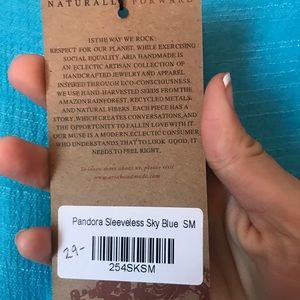 NATURALLY FORWARD
IS THE WAY WE ROCK:
RESPECT FOR OUR PLANET, WHILE EXERCISING
SOCIAL EQUALITY. ARIA HANDMADE IS
AN ECLECTIC ARTISAN COLLECTION OF
HANDCRAFTED JEWELRY AND APPAREL
INSPIRED THROUGH ECO-CONSCIOUSNESS.
WE USE HAND-HARVESTED SEEDS FROM THE
AMAZON RAINFOREST, RECYCLED METALS,
AND NATURAL FIBERS. EACH PIECE HAS A
STORY, WHICH CREATES CONVERSATIONS, AND
THE OPPORTUNITY TO FALL IN LOVE WITH IT.
OUR MUSE IS A MODERN, ECLECTIC CONSUMER
WHO UNDERSTANDS THAT TO LOOK GOOD, IT
NEEDS TO FEEL RIGHT.
To learn more about us, please visit
www.ariahandmade.com
Pandora Sleeveless Sky Blue SM
29-
254SKSM